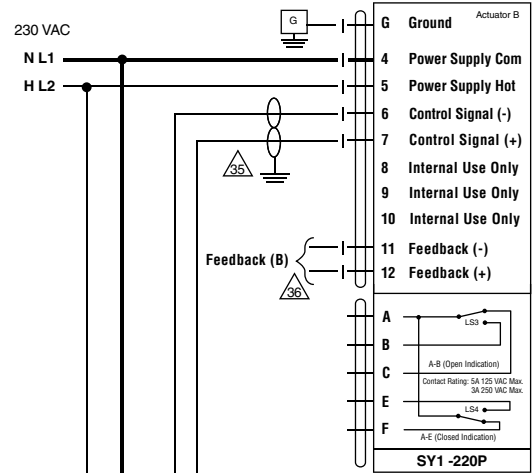 Actuator B
G
G Ground
230 VAC
N L1
4 Power Supply Com
H L2
5 Power Supply Hot
6 Control Signal (-)
7 Control Signal (+)
35
8 Internal Use Only
9 Internal Use Only
10 Internal Use Only
Feedback (B)
11 Feedback (-)
12 Feedback (+)
36
A
LS3
B
A-B (Open Indication)
C
Contact Rating: 5A 125 VAC Max.
3A 250 VAC Max.
E
LS4
F
A-E (Closed Indication)
SY1 -220P